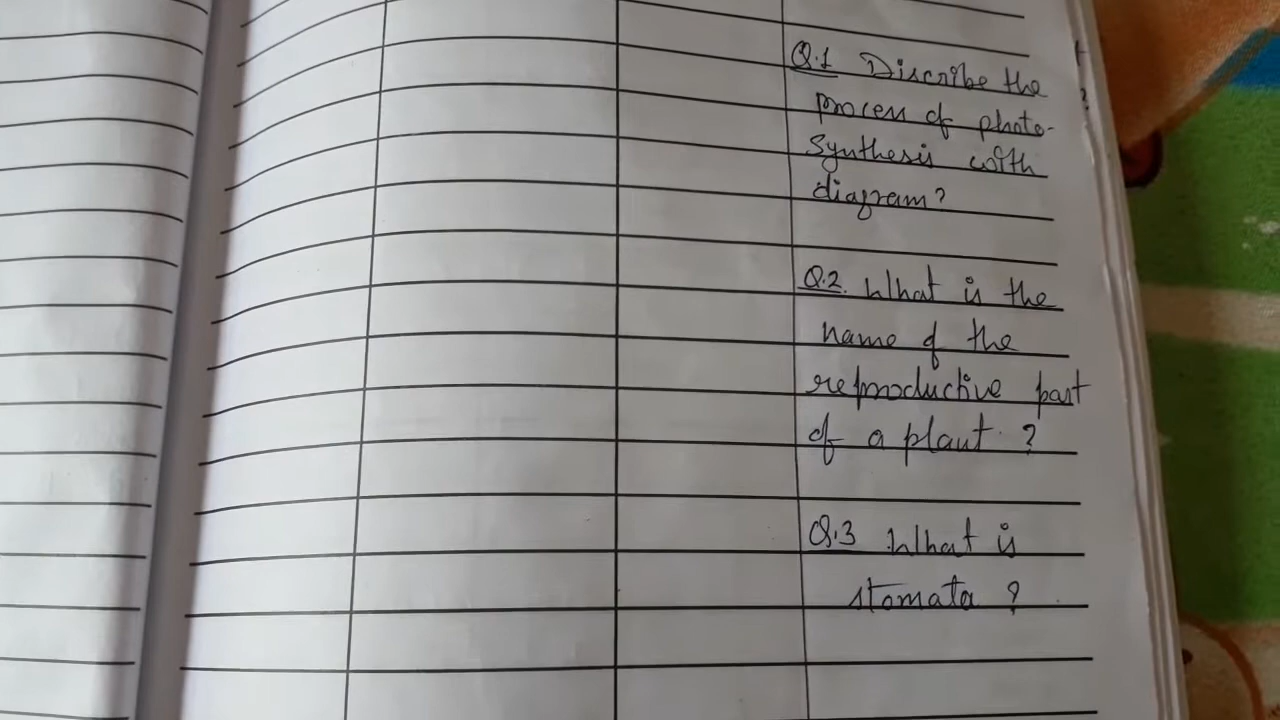 Q.1 Discribe the
process of photo-
synthesis with
diagram?
Q.2. What is the
name of the
reproductive part
of a plant ?
Q.3 What is
stomata ?